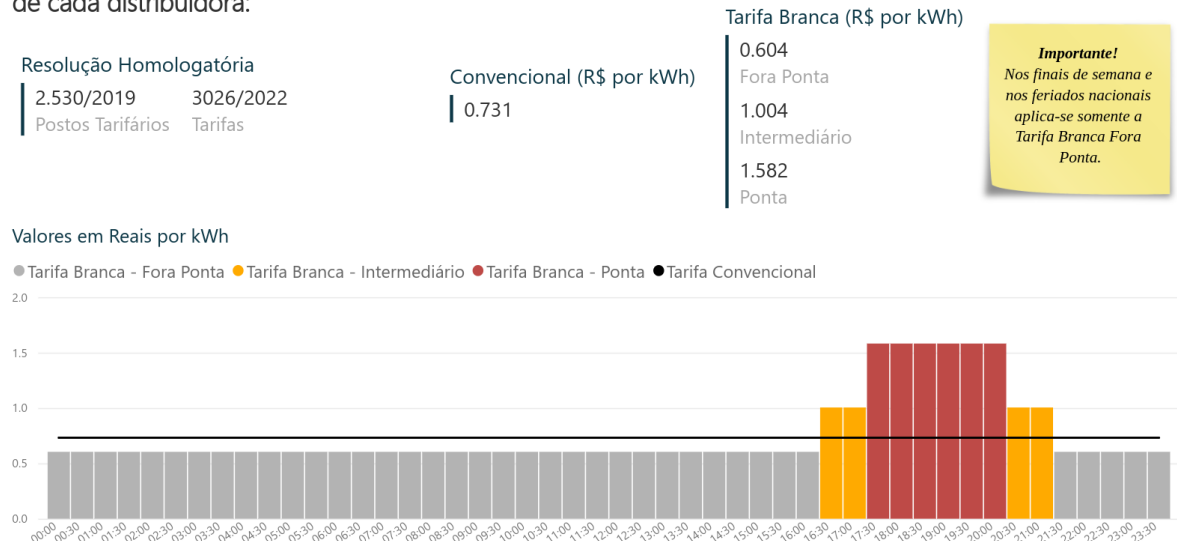 de cada distribuidora:
Resolução Homologatória
2.530/2019 3026/2022
Postos Tarifários Tarifas
Convencional (R$ por kWh)
0.731
Tarifa Branca (R$ por kWh)
0.604
Fora Ponta
1.004
Intermediário
1.582
Ponta
Importante!
Nos finais de semana e
nos feriados nacionais
aplica-se somente a
Tarifa Branca Fora
Ponta.
Valores em Reais por kWh
Tarifa Branca - Fora Ponta Tarifa Branca - Intermediário Tarifa Branca - Ponta Tarifa Convencional
2.0
1.5
1.0
0.5
0.0
00:00 00:30 01:00 01:30 02:00 02:30 03:00 03:30 04:00 04:30 05:00 05:30 06:00 06:30 07:00 07:30 08:00 08:30 09:00 09:30 10:00 10:30 11:00 11:30 12:00 12:30 13:00 13:30 14:00 14:30 15:00 15:30 16:00 16:30 17:00 17:30 18:00 18:30 19:00 19:30 20:00 20:30 21:00 21:30 22:00 22:30 23:00 23:30